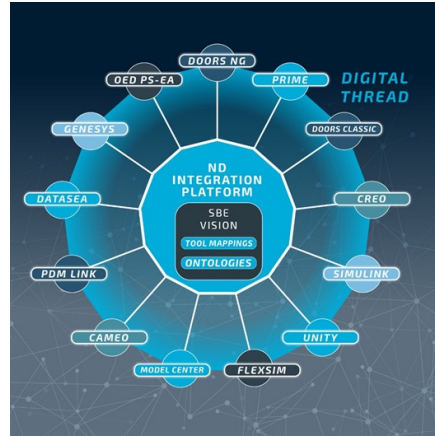 DOORS NG
OED PS-EA
PRIME
DIGITAL
THREAD
GENESYS
DOORS CLASSIC
ND
INTEGRATION
PLATFORM
DATASEA
CREO
SBE
VISION
TOOL MAPPINGS
ONTOLOGIES
PDM LINK
SIMULINK
CAMEO
UNITY
MODEL CENTER
FLEXSIM